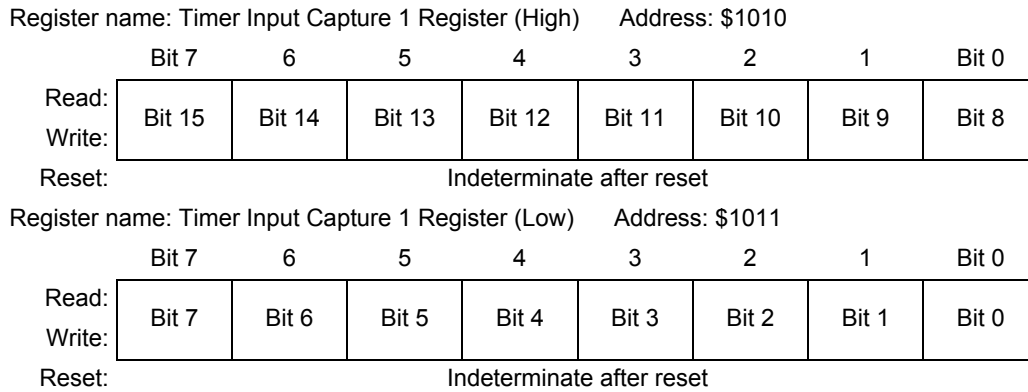 Register name: Timer Input Capture 1 Register (High) Address: $1010
Bit 7 6 5 4 3 2 1 Bit 0
Read:
Bit 15 Bit 14 Bit 13 Bit 12 Bit 11 Bit 10 Bit 9 Bit 8
Write:
Reset: Indeterminate after reset
Register name: Timer Input Capture 1 Register (Low) Address: $1011
Bit 7 6 5 4 3 2 1 Bit 0
Read:
Bit 7 Bit 6 Bit 5 Bit 4 Bit 3 Bit 2 Bit 1 Bit 0
Write:
Reset: Indeterminate after reset